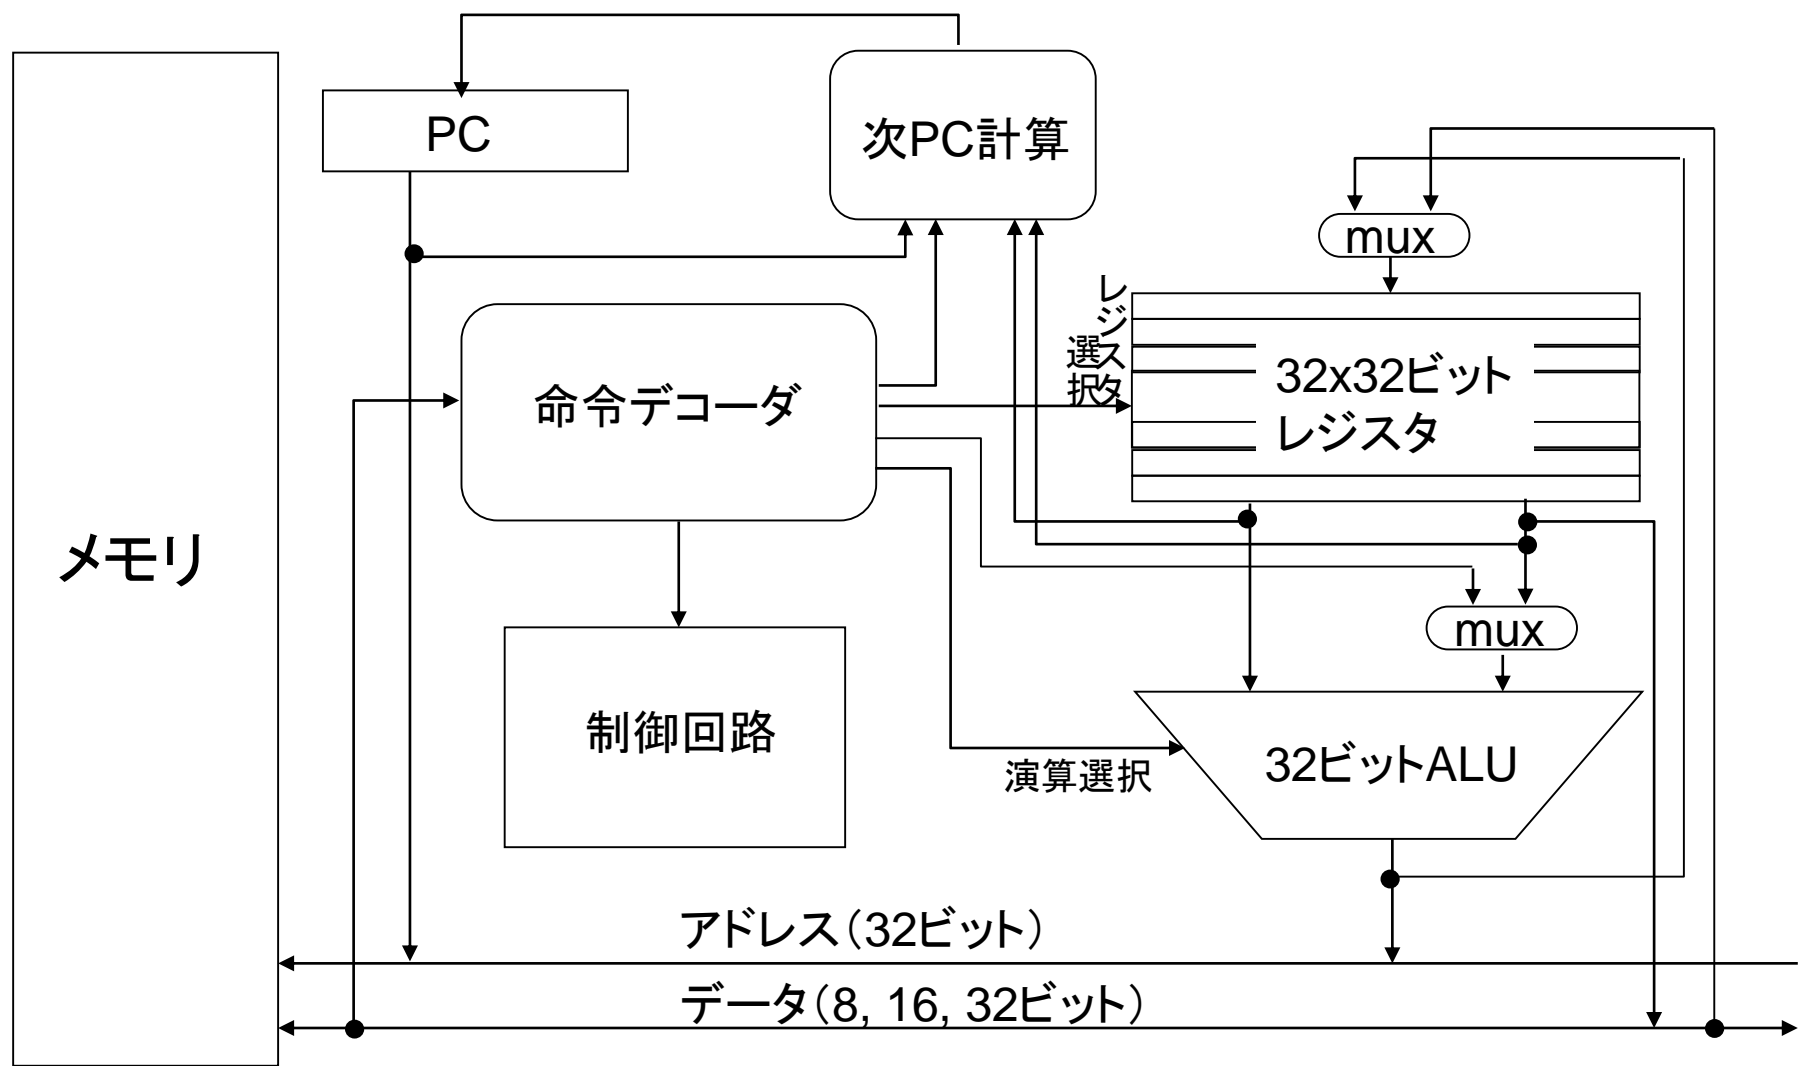 PC
次PC計算
mux
レジスタ
選択
32x32ビット
レジスタ
命令デコーダ
メモリ
mux
制御回路
32ビットALU
演算選択
アドレス（32ビット）
データ（8, 16, 32ビット）